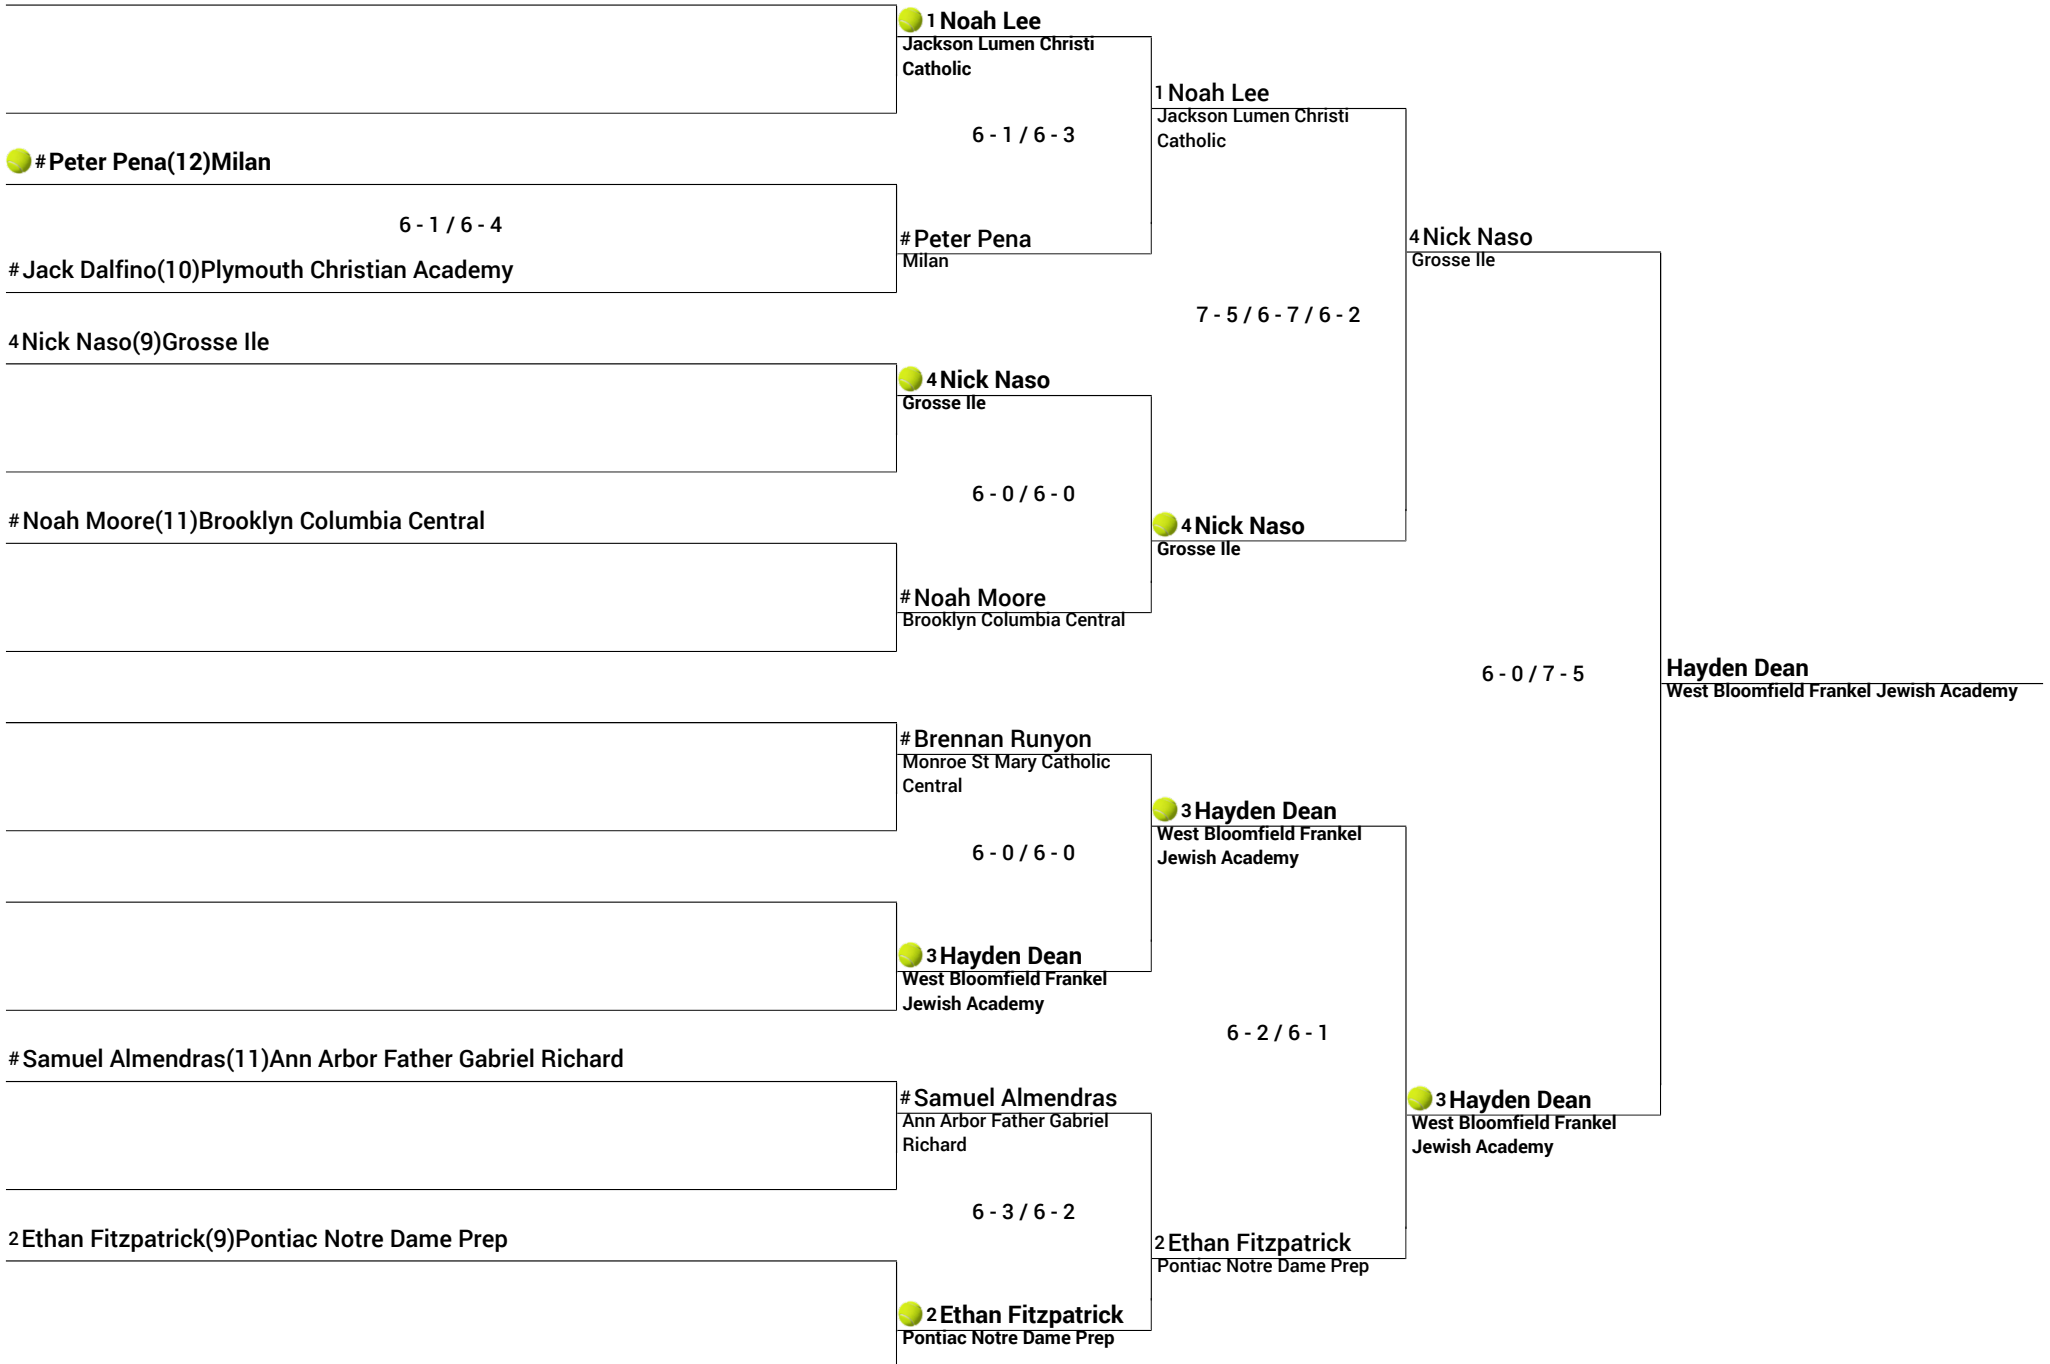 1 Noah Lee
Jackson Lumen Christi
Catholic
1 Noah Lee
Jackson Lumen Christi
Catholic
6 - 1 / 6 - 3
# Peter Pena(12)Milan
6 - 1 / 6 - 4
# Peter Pena
Milan
4 Nick Naso
Grosse Ile
# Jack Dalfino(10)Plymouth Christian Academy
7 - 5 / 6 - 7 / 6 - 2
4 Nick Naso(9)Grosse Ile
4 Nick Naso
Grosse Ile
6 - 0 / 6 - 0
# Noah Moore(11)Brooklyn Columbia Central
4 Nick Naso
Grosse Ile
# Noah Moore
Brooklyn Columbia Central
6 - 0 / 7 - 5
Hayden Dean
West Bloomfield Frankel Jewish Academy
# Brennan Runyon
Monroe St Mary Catholic
Central
3 Hayden Dean
West Bloomfield Frankel
Jewish Academy
6 - 0 / 6 - 0
3 Hayden Dean
West Bloomfield Frankel
Jewish Academy
6 - 2 / 6 - 1
# Samuel Almendras(11)Ann Arbor Father Gabriel Richard
# Samuel Almendras
Ann Arbor Father Gabriel
Richard
3 Hayden Dean
West Bloomfield Frankel
Jewish Academy
6 - 3 / 6 - 2
2 Ethan Fitzpatrick(9)Pontiac Notre Dame Prep
2 Ethan Fitzpatrick
Pontiac Notre Dame Prep
2 Ethan Fitzpatrick
Pontiac Notre Dame Prep